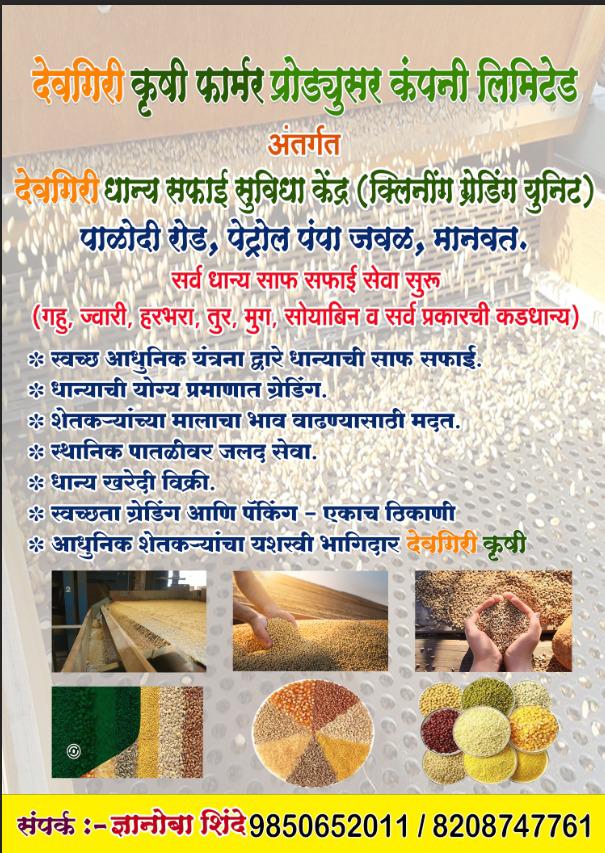 देवगिरी कृषी फार्मर प्रोड्युसर कंपनी लिमिटेड
अंतर्गत
देवगिरी धान्य सफाई सुविधा केंद्र (क्लिनींग ग्रेडिंग युनिट)
पाळोदी रोड, पेट्रोल पंपा जवळ, मानवत.
सर्व धान्य साफ सफाई सेवा सुरू
(गहु, ज्वारी, हरभरा, तुर, मुग, सोयाबिन व सर्व प्रकारची कडधान्य)
* स्वच्छ आधुनिक यंत्रना द्वारे धान्याची साफ सफाई.
* धान्याची योग्य प्रमाणात ग्रेडिंग.
* शेतकऱ्यांच्या मालाचा भाव वाढण्यासाठी मदत.
* स्थानिक पातळीवर जलद सेवा.
* धान्य खरेदी विक्री.
* स्वच्छता ग्रेडिंग आणि पॅकिंग – एकाच ठिकाणी
* आधुनिक शेतकऱ्यांचा यशस्वी भागिदार देवगिरी कृषी
2
संपर्क :- ज्ञानोबा शिंदे 9850652011 / 8208747761